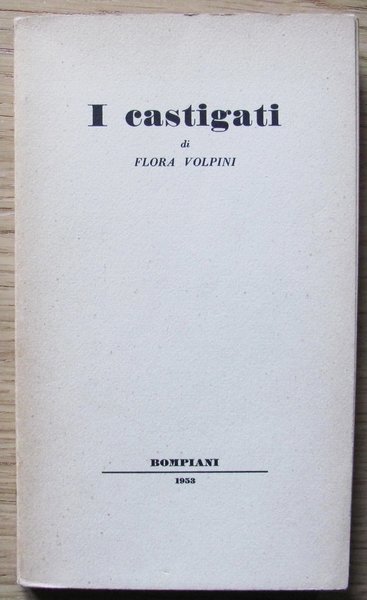 I castigati
di
FLORA VOLPINI
BOMPIANI
1953